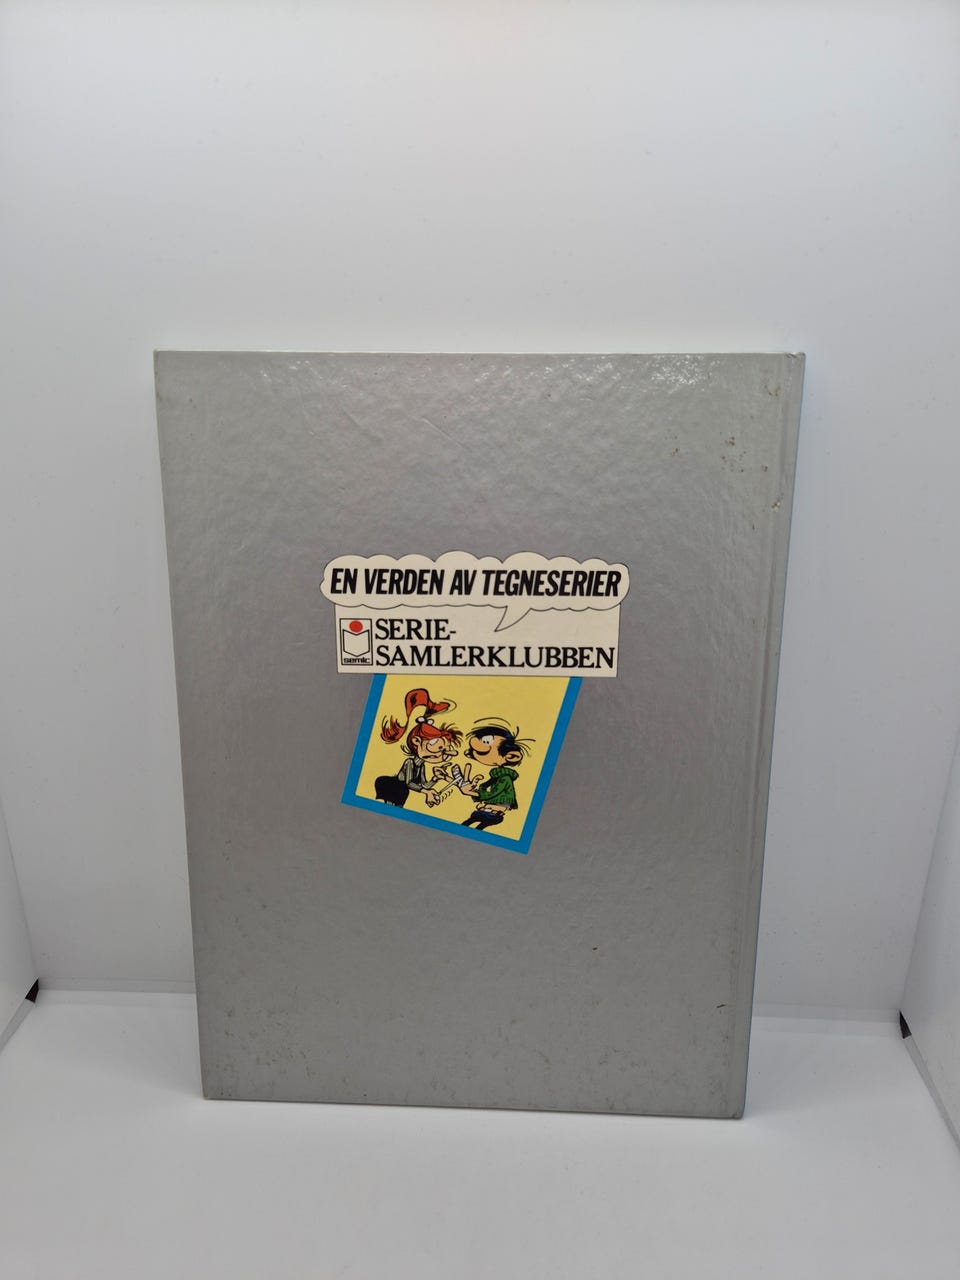 EN VERDEN AV TEGNESERIER
SERIE-
SAMLERKLUBBEN
semic